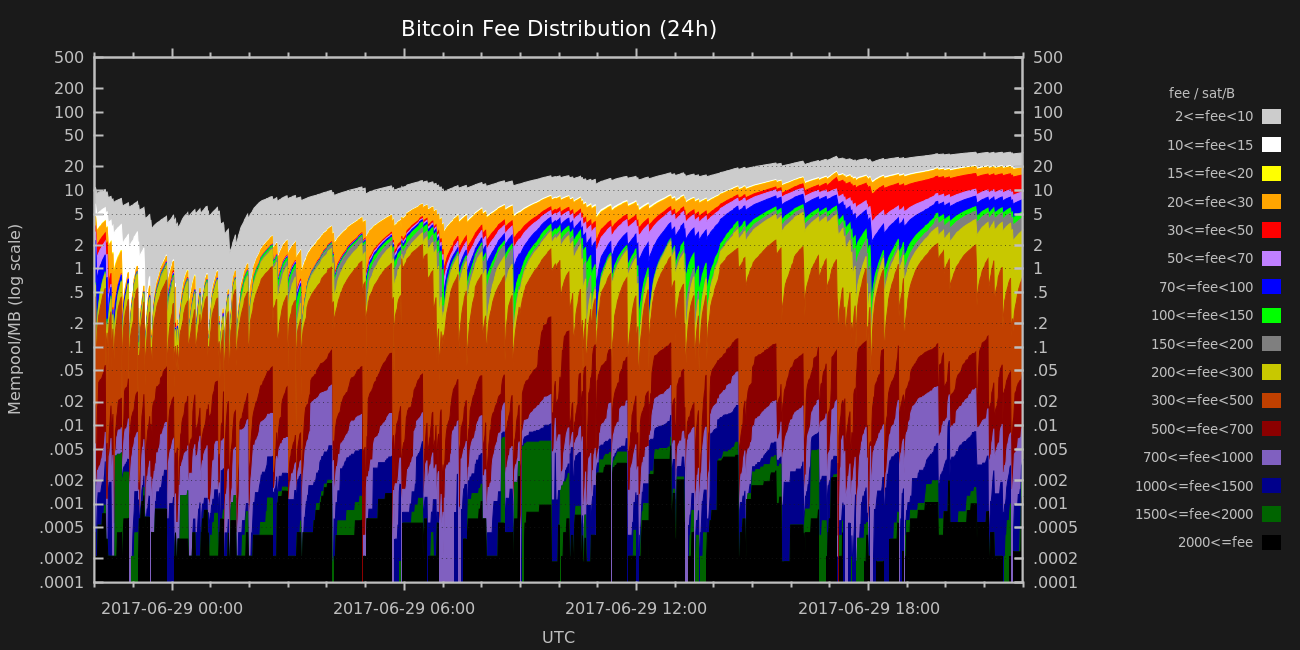 Bitcoin Fee Distribution (24h)
500
200
100
50
20
10
5
2
1
.5
.2
.1
.05
.02
.01
.005
.002
.001
.0005
.0002
.0001
Mempool/MB (log scale)
500
200
100
50
20
10
5
2
1
.5
.2
.1
.05
.02
.01
.005
.002
.001
.0005
.0002
.0001
2017-06-29 00:00
2017-06-29 06:00
2017-06-29 12:00
2017-06-29 18:00
UTC
fee / sat/B
2<=fee<10
10<=fee<15
15<=fee<20
20<=fee<30
30<=fee<50
50<=fee<70
70<=fee<100
100<=fee<150
150<=fee<200
200<=fee<300
300<=fee<500
500<=fee<700
700<=fee<1000
1000<=fee<1500
1500<=fee<2000
2000<=fee